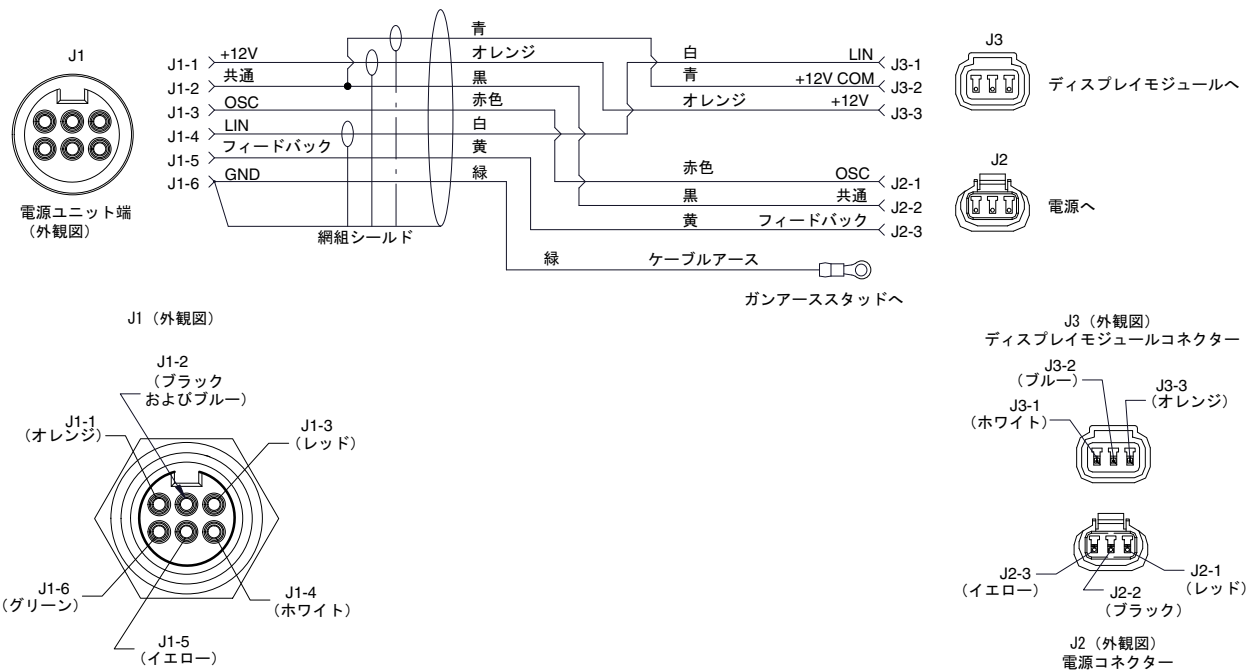 J1
J1-1
+12V
J1-2
共通
J1-3
OSC
J1-4
LIN
J1-5
フィードバック
J1-6
GND
電源ユニット端
(外観図)
青
オレンジ
黒
赤色
白
黄
緑
網組シールド
白
LIN
J3-1
青
+12V COM
J3-2
オレンジ
+12V
J3-3
J3
ディスプレイモジュールへ
赤色
OSC
J2-1
黒
共通
J2-2
黄
フィードバック
J2-3
J2
電源へ
緑
ケーブルアース
ガンアーススタッドへ
J1(外観図)
J1-2
(ブラック
およびブルー)
J1-1
(オレンジ)
J1-3
(レッド)
J1-6
(グリーン)
J1-4
(ホワイト)
J1-5
(イエロー)
J3(外観図)
ディスプレイモジュールコネクター
J3-2
(ブルー)
J3-3
(オレンジ)
J3-1
(ホワイト)
J2-3
(イエロー)
J2-1
(レッド)
J2-2
(ブラック)
J2(外観図)
電源コネクター